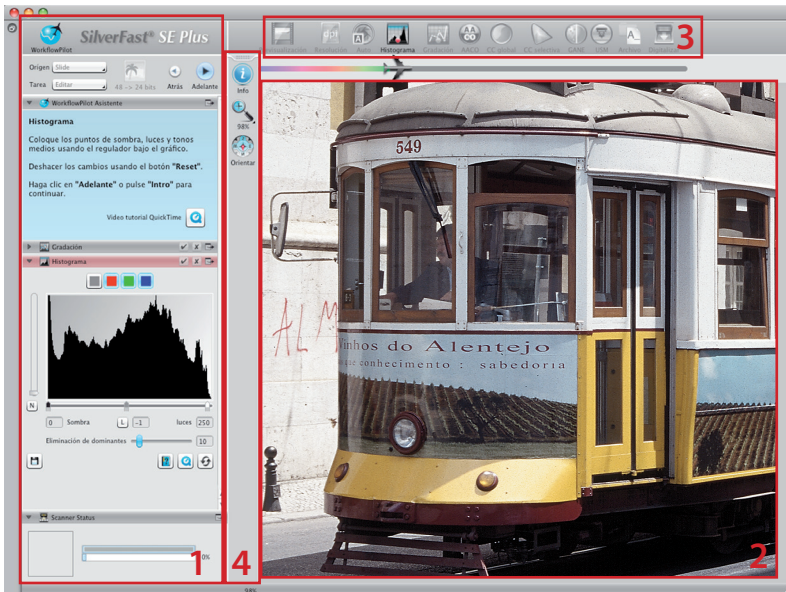 SilverFast® SE Plus
WorkflowPilot
Previsualización Resolución Auto Histograma Gradación AACO CC global CC selectiva GANE USM Archivo Digitalizar
3
Origen Slide
Tarea Editar
48 -> 24 bits Atrás Adelante
WorkflowPilot Asistente
Histograma
Coloque los puntos de sombra, luces y tonos
medios usando el regulador bajo el gráfico.
Deshacer los cambios usando el botón "Reset".
Haga clic en "Adelante" o pulse "Intro" para
continuar.
Video tutorial QuickTime
Gradación
Histograma
N
0 Sombra L -1 luces 250
Eliminación de dominantes 10
Scanner Status
0%
1
Info
98%
Orientar
4
98%
549
ALM
Vinhos do Alentejo
conhecimento : sabedoria
2